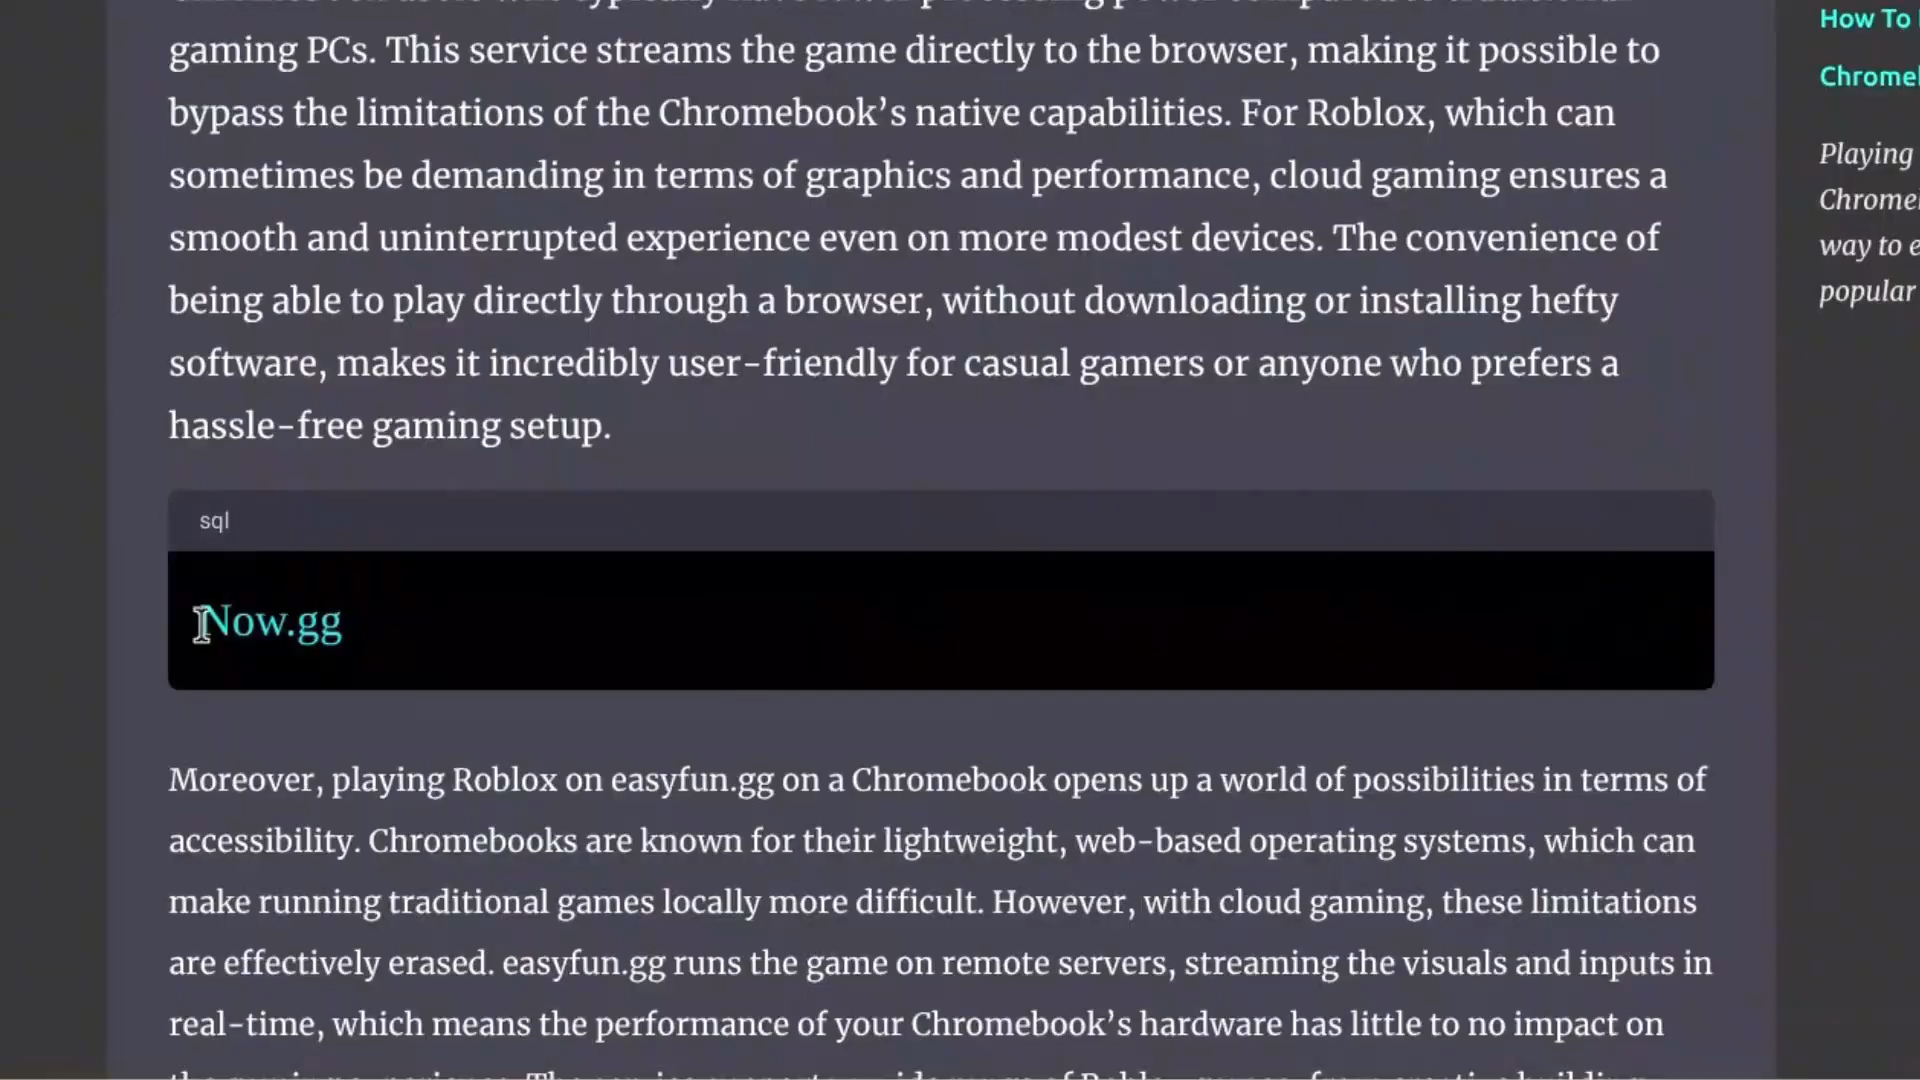 gaming PCs. This service streams the game directly to the browser, making it possible to
bypass the limitations of the Chromebook’s native capabilities. For Roblox, which can
sometimes be demanding in terms of graphics and performance, cloud gaming ensures a
smooth and uninterrupted experience even on more modest devices. The convenience of
being able to play directly through a browser, without downloading or installing hefty
software, makes it incredibly user-friendly for casual gamers or anyone who prefers a
hassle-free gaming setup.
sql
Now.gg
Moreover, playing Roblox on easyfun.gg on a Chromebook opens up a world of possibilities in terms of
accessibility. Chromebooks are known for their lightweight, web-based operating systems, which can
make running traditional games locally more difficult. However, with cloud gaming, these limitations
are effectively erased. easyfun.gg runs the game on remote servers, streaming the visuals and inputs in
real-time, which means the performance of your Chromebook’s hardware has little to no impact on
How To
Playing
way to
popular